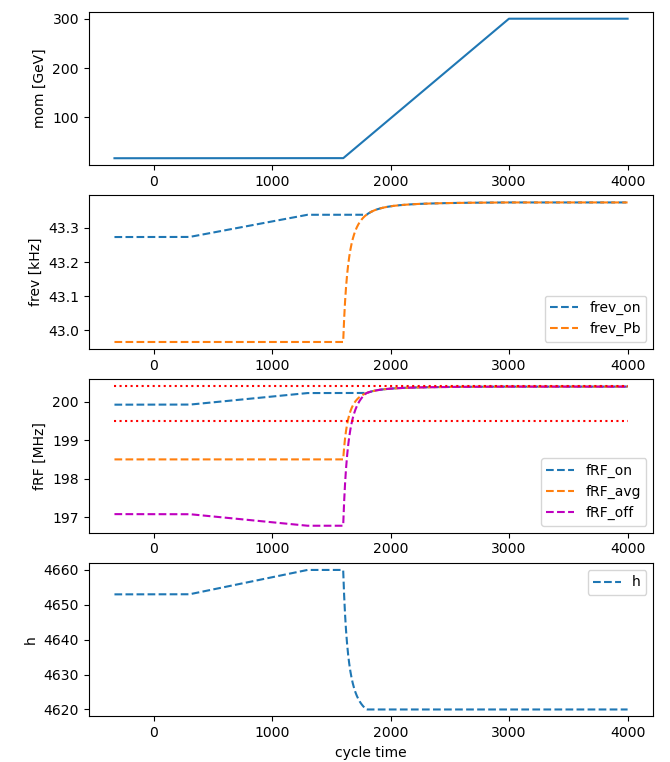 mom [GeV]
300
200
100
0 1000 2000 3000 4000
frev [kHz]
43.3
43.2
43.1
43.0
frev_on
frev_Pb
0 1000 2000 3000 4000
fRF [MHz]
200
199
198
197
fRF_on
fRF_avg
fRF_off
0 1000 2000 3000 4000
h
4660
4650
4640
4630
4620
h
0 1000 2000 3000 4000
cycle time